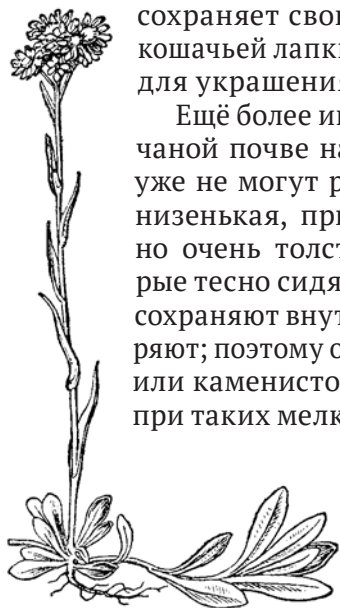 сохраняет сво
кошачьей лапк
для украшения
Ещё более ин
чаной почве на
уже не могут р
низенькая, при
но очень толст
рые тесно сидя
сохраняют внут
ряют; поэтому о
или каменисто
при таких мелк